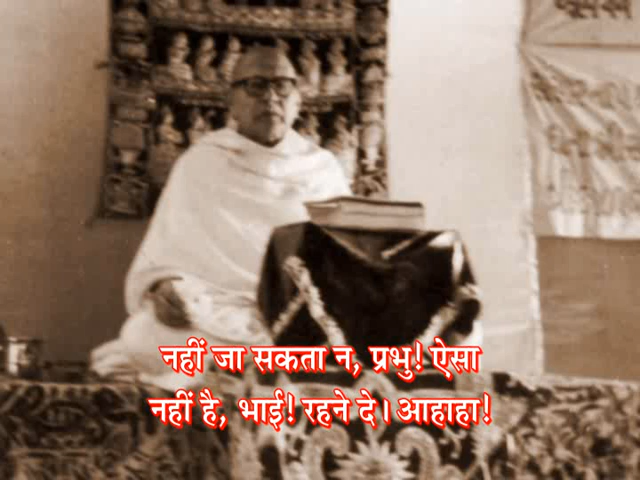 नहीं जा सकता न, प्रभु! ऐसा
नहीं है, भाई! रहने दे। आहाहा!